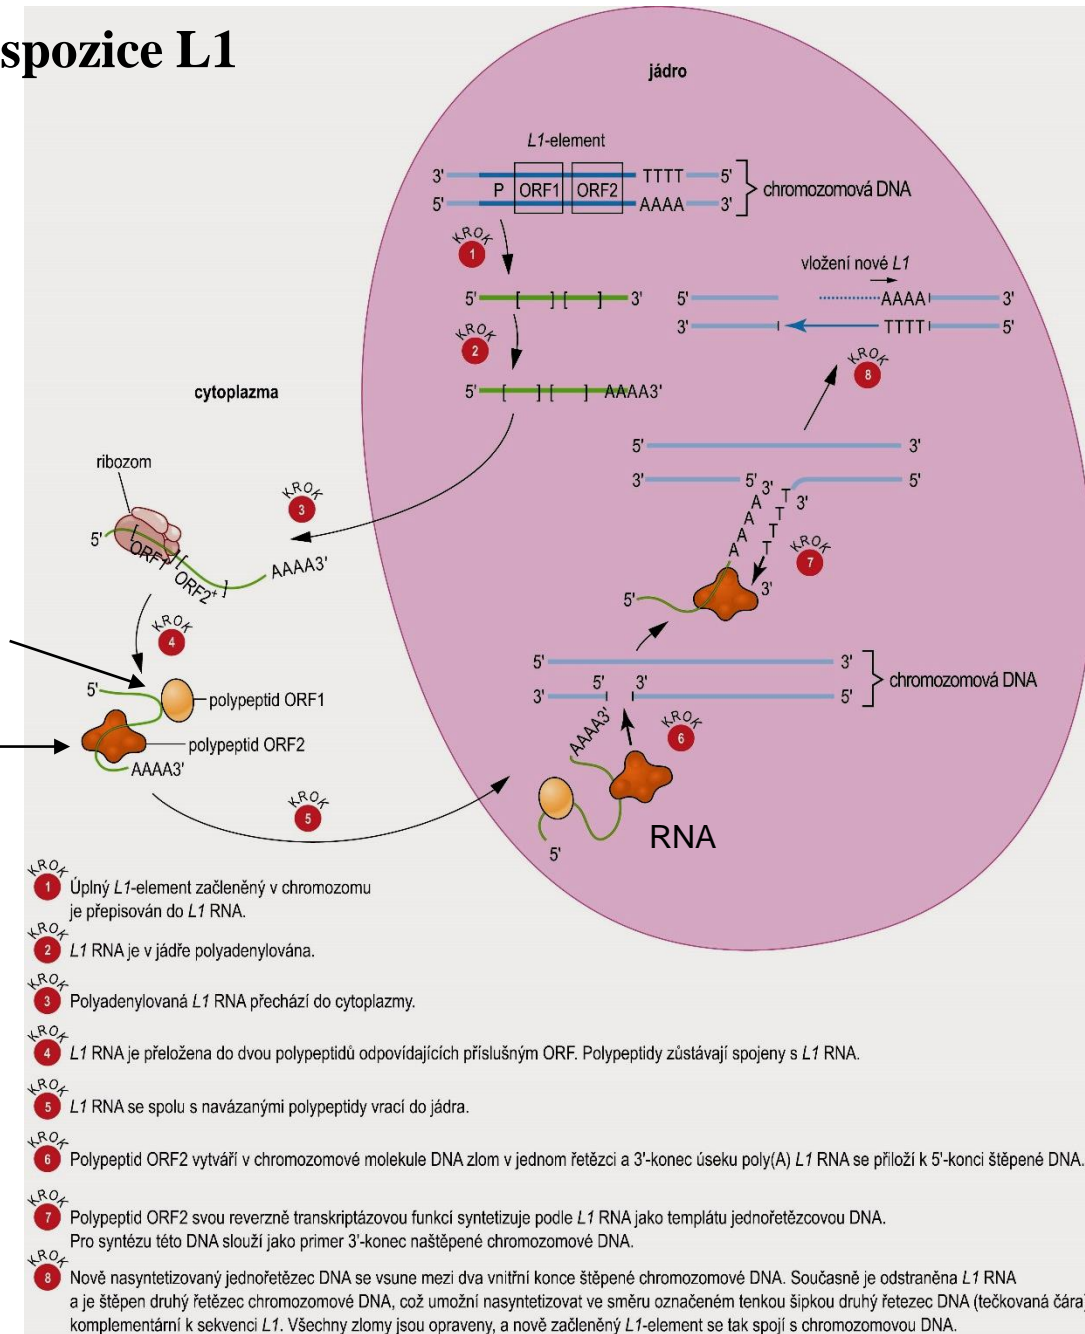 spozice L1
jádro
L1-element
3' TTTT 5'
P ORF1 ORF2
chromozomová DNA
5' AAAA 3'
KROK
1
vložení nové L1
5' [ ] [ ] 3'
5' AAAA 3'
3' TTTT 5'
KROK
2
KROK
8
5' [ ] [ ] AAAA3'
cytoplazma
5' 3'
3' 5' 3' T 3' 5'
A
A
A
A
T
T
T
ribozom
KROK
3
5' [ORF1 ] [ ORF2+ ] AAAA3'
KROK
7
3'
5'
KROK
4
5' 3'
chromozomová DNA
3' 5' 3' 5'
5'
polypeptid ORF1
polypeptid ORF2
AAAA3'
AAAA3'
KROK
6
KROK
5
RNA
5'
KROK
1 Úplný L1-element začleněný v chromozomu
je přepisován do L1 RNA.
KROK
2 L1 RNA je v jádře polyadenylována.
KROK
3 Polyadenylovaná L1 RNA přechází do cytoplazmy.
KROK
4 L1 RNA je přeložena do dvou polypeptidů odpovídajících příslušným ORF. Polypeptidy zůstávají spojeny s L1 RNA.
KROK
5 L1 RNA se spolu s navázanými polypeptidy vrací do jádra.
KROK
6 Polypeptid ORF2 vytváří v chromozomové molekule DNA zlom v jednom řetězci a 3'-konec úseku poly(A) L1 RNA se přiloží k 5'-konci štěpené DNA.
KROK
7 Polypeptid ORF2 svou reverzně transkriptázovou funkcí syntetizuje podle L1 RNA jako templátu jednořetězcovou DNA.
Pro syntézu této DNA slouží jako primer 3'-konec naštěpené chromozomové DNA.
KROK
8 Nově nasyntetizovaný jednořetězec DNA se vsune mezi dva vnitřní konce štěpené chromozomové DNA. Současně je odstraněna L1 RNA
a je štěpen druhý řetězec chromozomové DNA, což umožní nasyntetizovat ve směru označeném tenkou šipkou druhý řetezec DNA (tečkovaná čára)
komplementární k sekvenci L1. Všechny zlomy jsou opraveny, a nově začleněný L1-element se tak spojí s chromozomovou DNA.